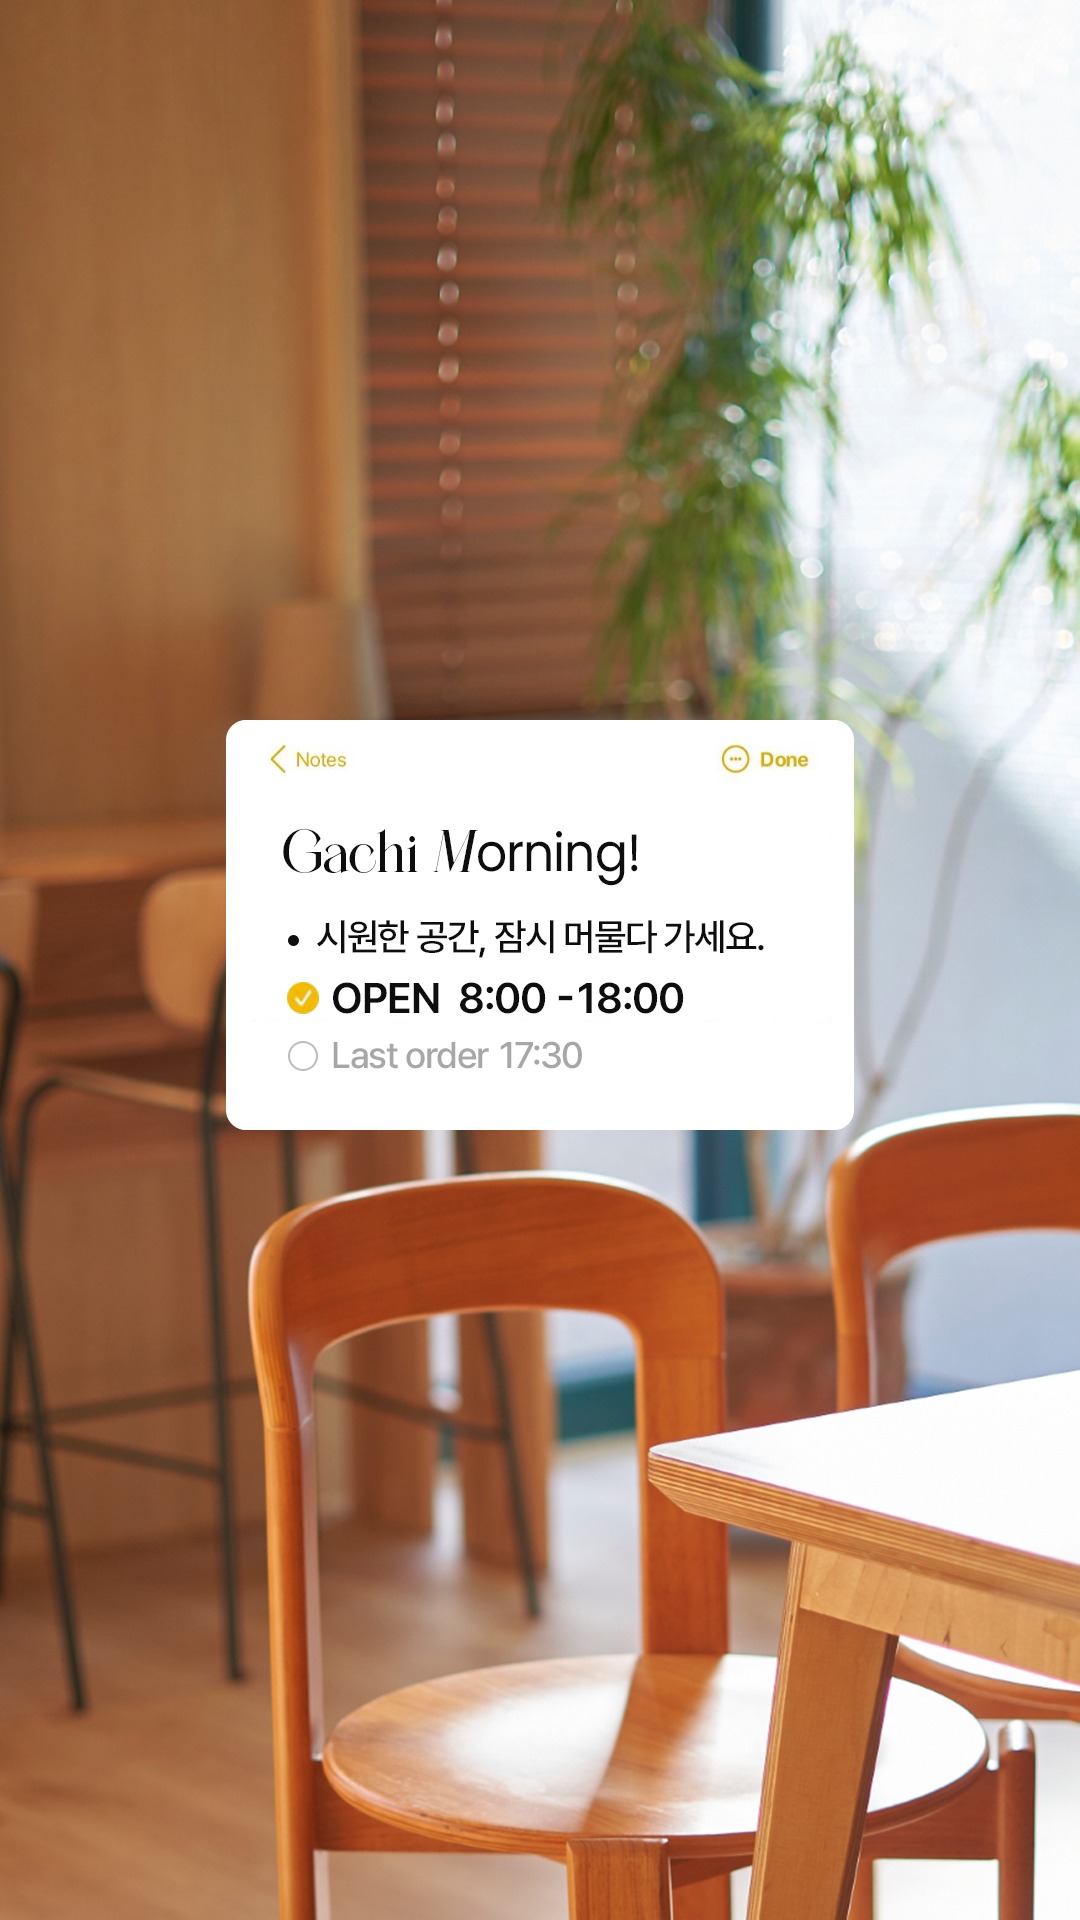 Notes
Done
Gachi Morning!
• 시원한 공간, 잠시 머물다 가세요.
OPEN 8:00 -18:00
Last order 17:30